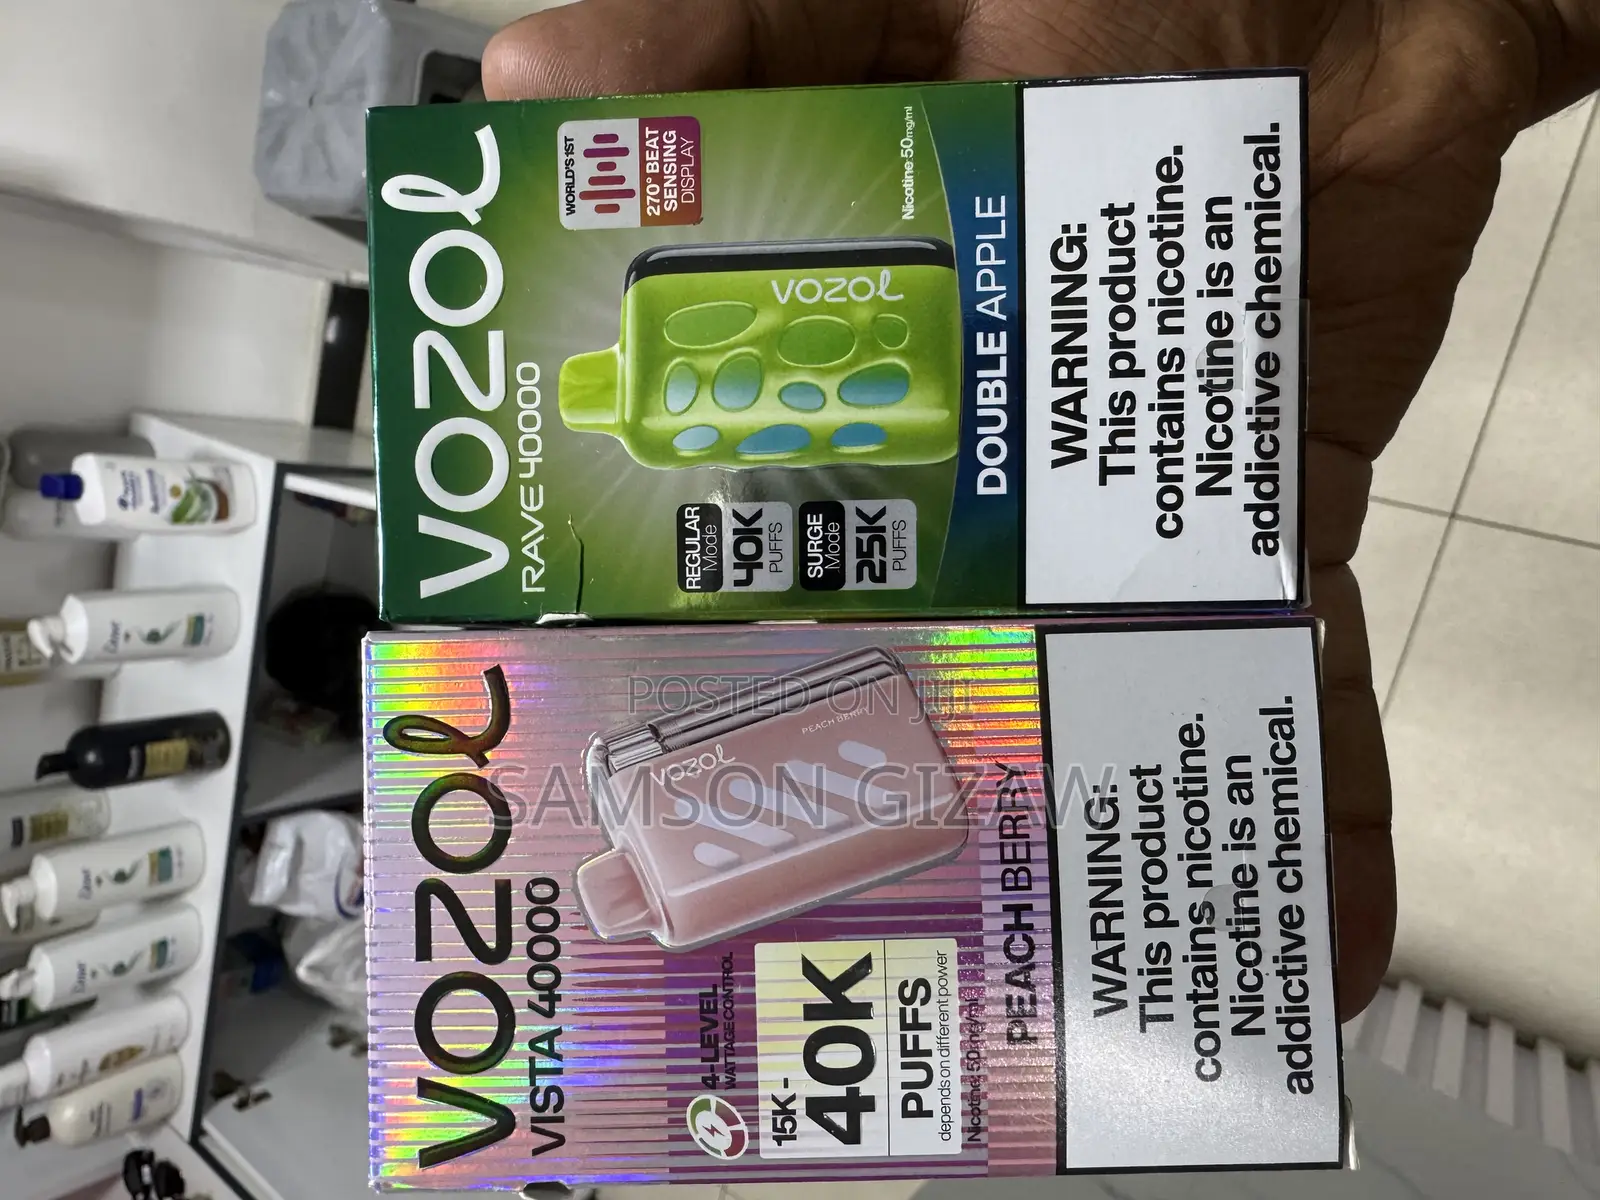 VOZOL
RAVE 40000
WORLD'S 1ST
270° BEAT
SENSING
DISPLAY
Nicotine:50mg/ml
VOZOL
REGULAR
Mode
40K
PUFFS
SURGE
Mode
25K
PUFFS
DOUBLE APPLE
WARNING:
This product
contains nicotine.
Nicotine is an
addictive chemical.
VOZOL
VISTA 40000
VOZOL
PEACH BERRY
4-LEVEL
WATTAGE CONTROL
15K-
40K
PUFFS
depends on different power
Nicotine:50mg/ml
PEACH BERRY
WARNING:
This product
contains nicotine.
Nicotine is an
addictive chemical.
POSTED ON JIJI
SAMSON GIZAW